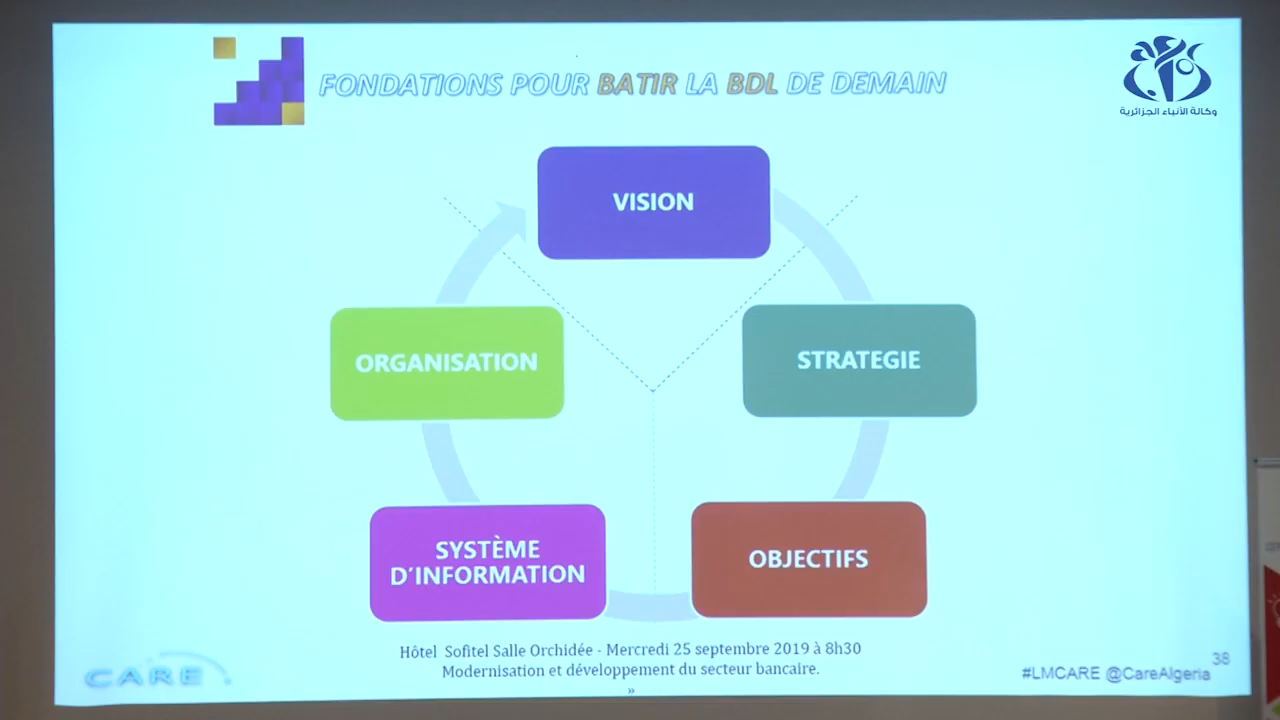 FONDATIONS POUR BATIR LA BDL DE DEMAIN
وكالة الأنباء الجزائرية
VISION
ORGANISATION
STRATEGIE
SYSTÈME
D'INFORMATION
OBJECTIFS
Hôtel Sofitel Salle Orchidée - Mercredi 25 septembre 2019 à 8h30
Modernisation et développement du secteur bancaire.
»
CARE
#LMCARE @CareAlgeria
38